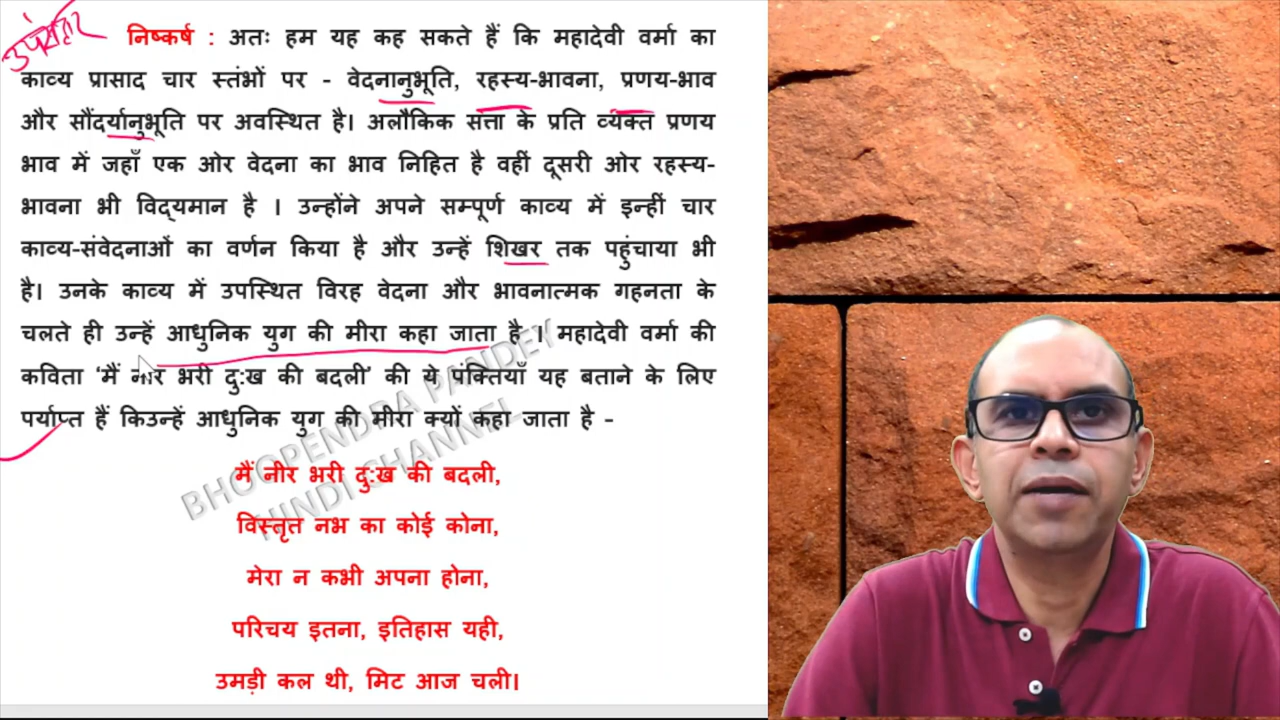 उपसंहार
निष्कर्ष : अतः हम यह कह सकते हैं कि महादेवी वर्मा का
काव्य प्रासाद चार स्तंभों पर - वेदनानुभूति, रहस्य-भावना, प्रणय-भाव
और सौंदर्यानुभूति पर अवस्थित है। अलौकिक सत्ता के प्रति व्यक्त प्रणय
भाव में जहाँ एक ओर वेदना का भाव निहित है वहीं दूसरी ओर रहस्य-
भावना भी विद्यमान है । उन्होंने अपने सम्पूर्ण काव्य में इन्हीं चार
काव्य-संवेदनाओं का वर्णन किया है और उन्हें शिखर तक पहुंचाया भी
है। उनके काव्य में उपस्थित विरह वेदना और भावनात्मक गहनता के
चलते ही उन्हें आधुनिक युग की मीरा कहा जाता है । महादेवी वर्मा की
कविता ‘मैं नीर भरी दु:ख की बदली’ की ये पंक्तियाँ यह बताने के लिए
पर्याप्त हैं किउन्हें आधुनिक युग की मीरा क्यों कहा जाता है -
मैं नीर भरी दु:ख की बदली,
विस्तृत नभ का कोई कोना,
मेरा न कभी अपना होना,
परिचय इतना, इतिहास यही,
उमड़ी कल थी, मिट आज चली।
BHOOPENDRA PANDEY
HINDI CHANNEL